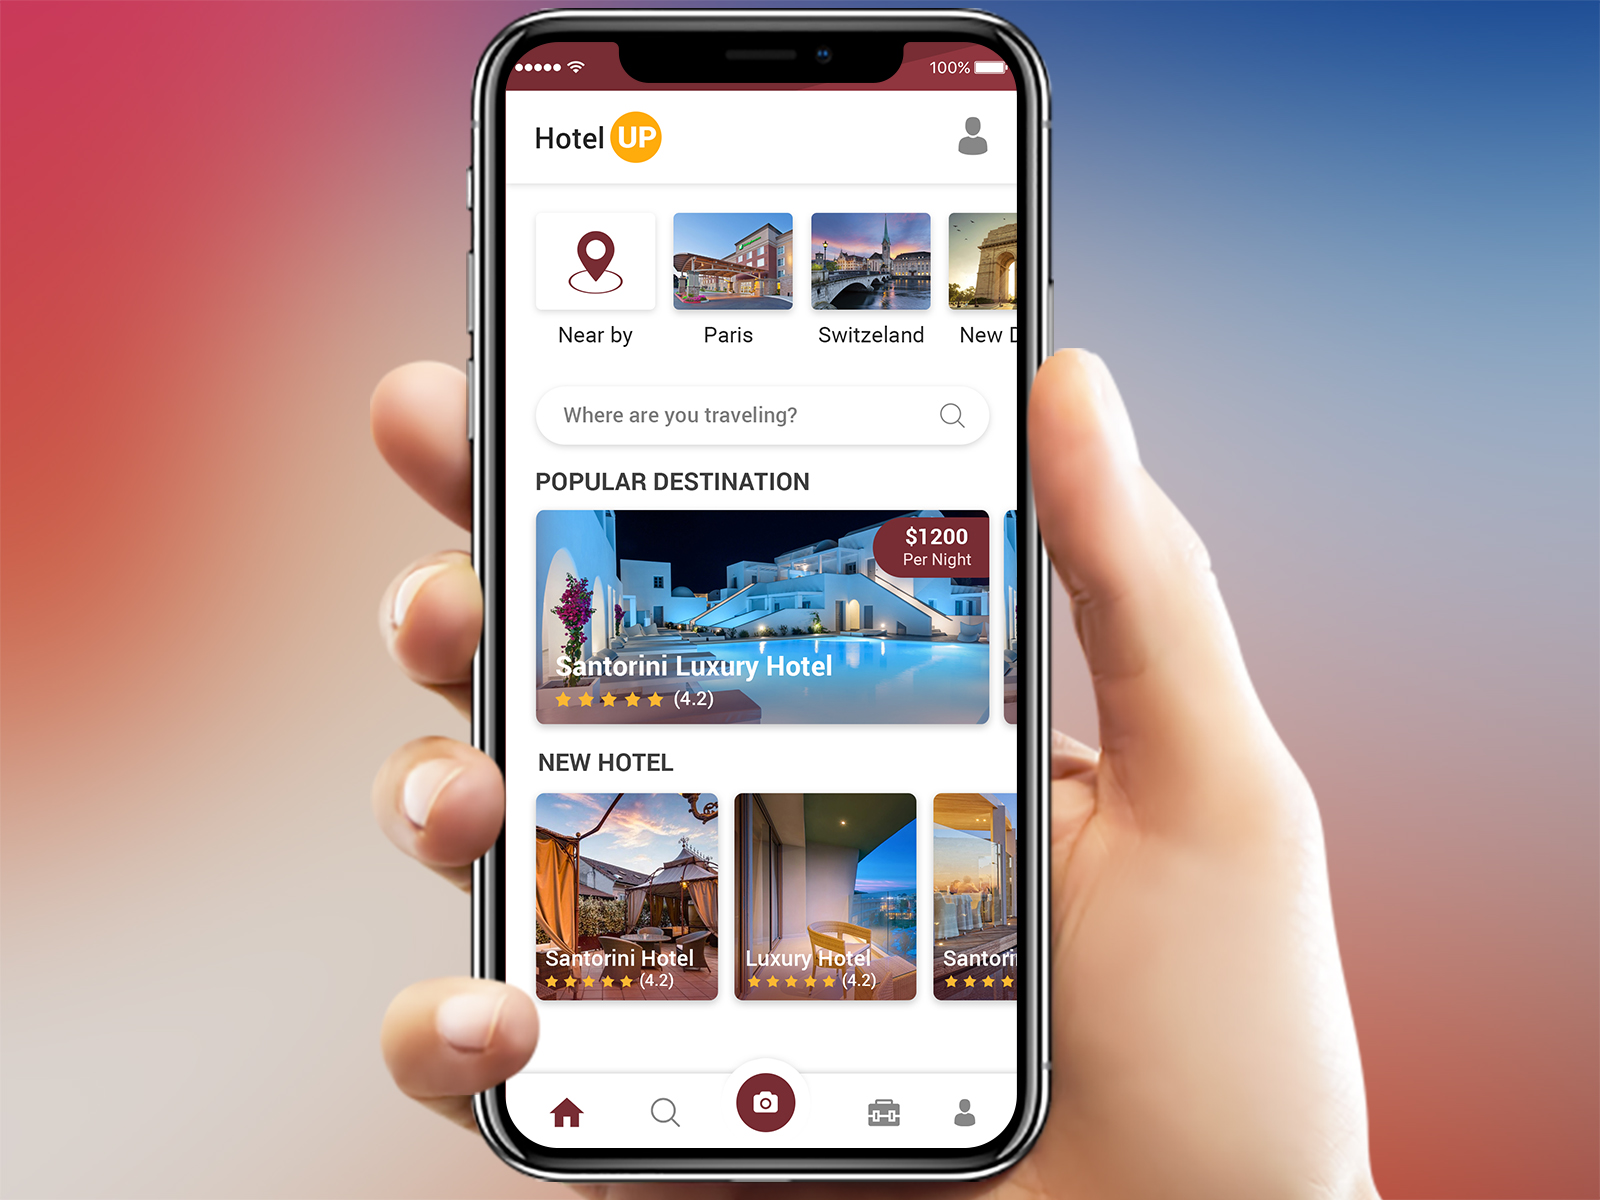 100%
Hotel UP
Near by
Paris
Switzeland
New D
Where are you traveling?
POPULAR DESTINATION
$1200
Per Night
Santorini Luxury Hotel
(4.2)
NEW HOTEL
Santorini Hotel
(4.2)
Luxury Hotel
(4.2)
Santorin